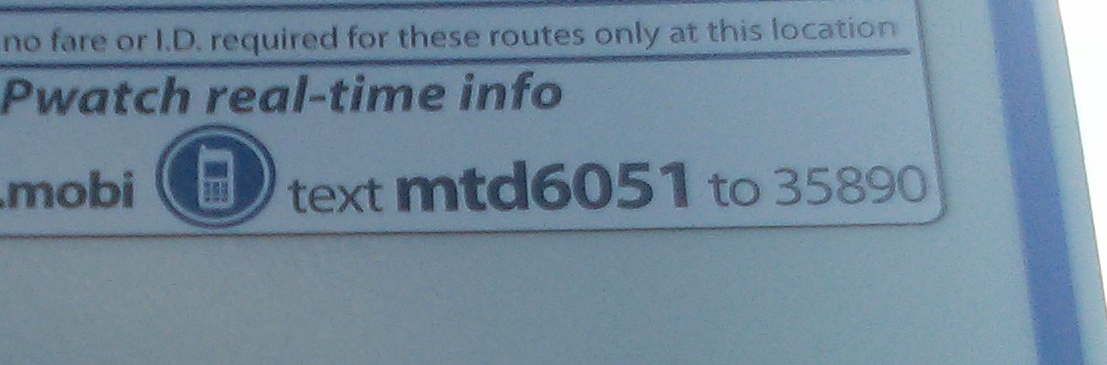 no fare or I.D. required for these routes only at this location
Pwatch real-time info
.mobi text mtd6051 to 35890